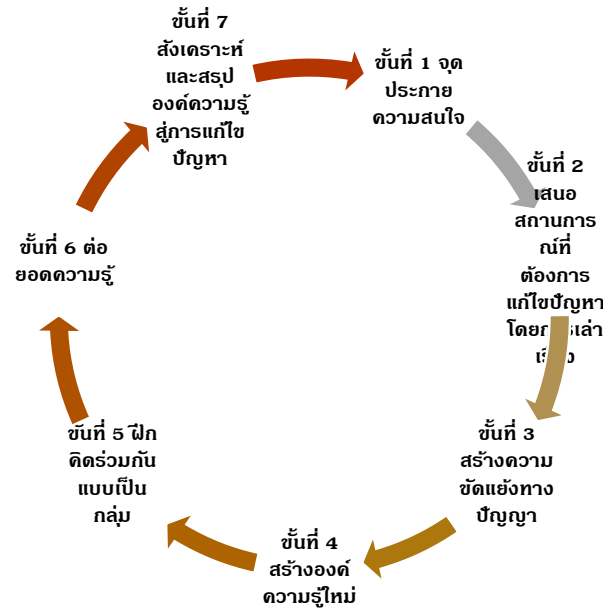 ขั้นที่ 7
สังเคราะห์
และสรุป
องค์ความรู้
สู่การแก้ไข
ปัญหา
ขั้นที่ 1 จุด
ประกาย
ความสนใจ
ขั้นที่ 2
เสนอ
สถานการ
ณ์ที่
ต้องการ
แก้ไขปัญหา
ขั้นที่ 3
สร้างความ
ขัดแย้งทาง
ปัญญา
ขั้นที่ 4
สร้างองค์
ความรู้ใหม่
ขั้นที่ 5 ฝึก
คิดร่วมกัน
แบบเป็น
กลุ่ม
ขั้นที่ 6 ต่อ
ยอดความรู้